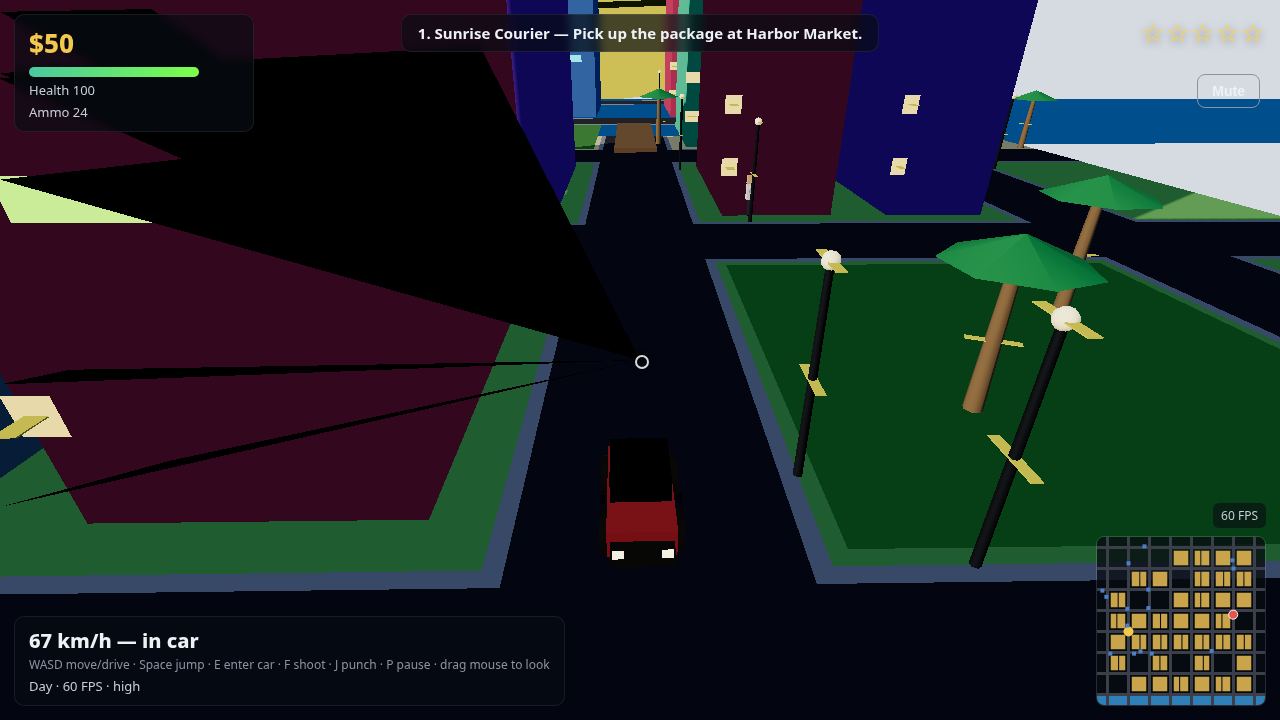 $50
Health 100
Ammo 24
1. Sunrise Courier — Pick up the package at Harbor Market.
☆☆☆☆☆
Mute
60 FPS
67 km/h — in car
WASD move/drive · Space jump · E enter car · F shoot · J punch · P pause · drag mouse to look
Day · 60 FPS · high